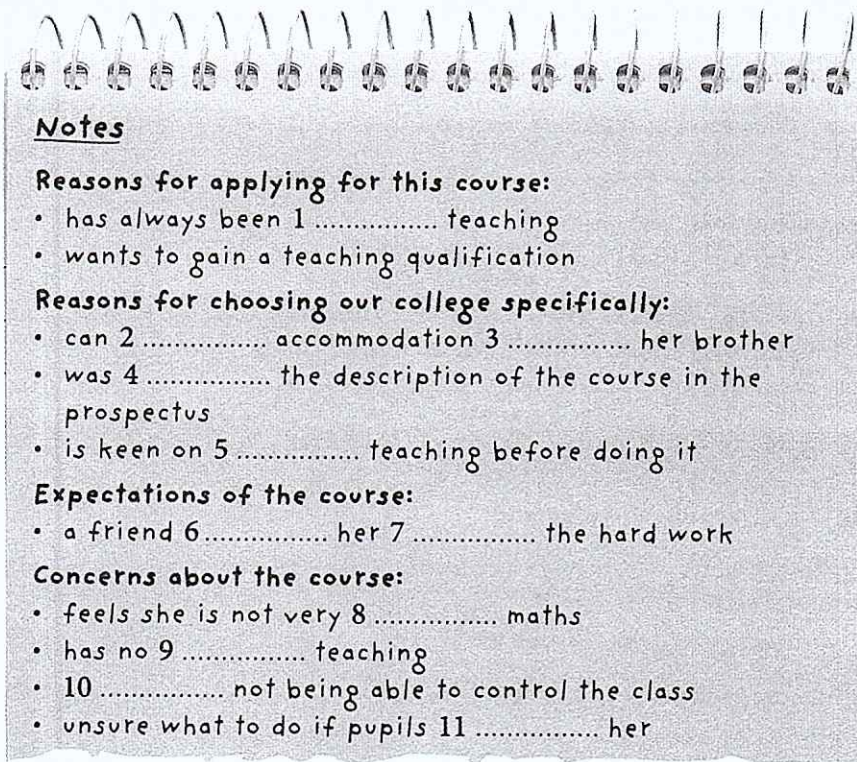 Notes
Reasons for applying for this course:
• has always been 1 ................ teaching
• wants to gain a teaching qualification
Reasons for choosing our college specifically:
• can 2 ................ accommodation 3 ................ her brother
• was 4 ................ the description of the course in the
prospectus
• is keen on 5 ................ teaching before doing it
Expectations of the course:
• a friend 6 ................ her 7 ................ the hard work
Concerns about the course:
• feels she is not very 8 ................ maths
• has no 9 ................ teaching
• 10 ................ not being able to control the class
• unsure what to do if pupils 11 ................ her